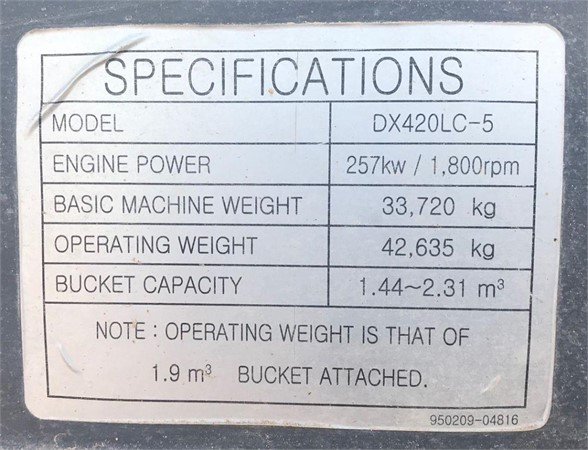 SPECIFICATIONS
MODEL DX420LC-5
ENGINE POWER 257kw / 1,800rpm
BASIC MACHINE WEIGHT 33,720 kg
OPERATING WEIGHT 42,635 kg
BUCKET CAPACITY 1.44~2.31 m³
NOTE : OPERATING WEIGHT IS THAT OF
1.9 m³ BUCKET ATTACHED.
950209-04816